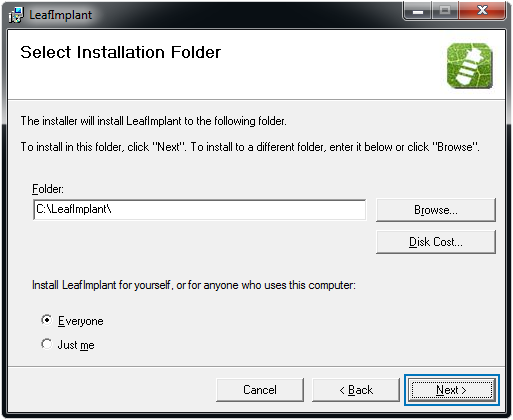 LeafImplant
Select Installation Folder
The installer will install LeafImplant to the following folder.
To install in this folder, click "Next". To install to a different folder, enter it below or click "Browse".
Folder:
C:\LeafImplant\
Browse...
Disk Cost...
Install LeafImplant for yourself, or for anyone who uses this computer:
Everyone
Just me
Cancel
< Back
Next >